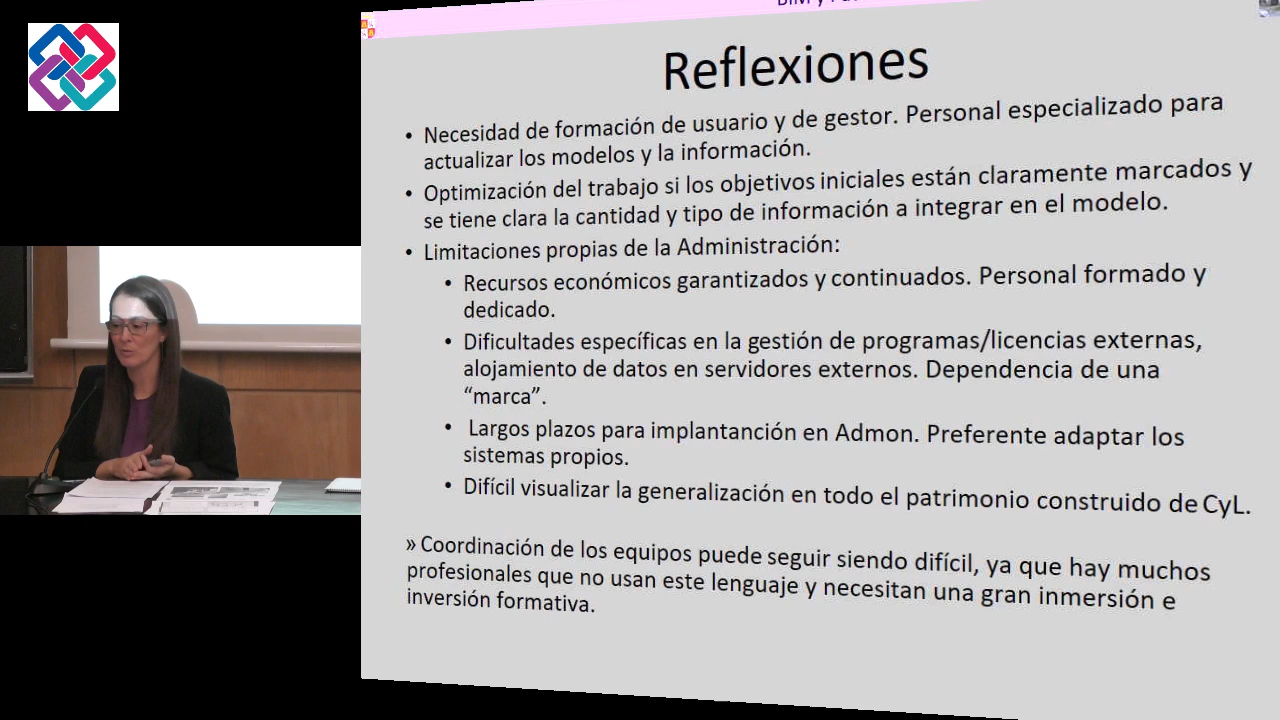 Reflexiones
• Necesidad de formación de usuario y de gestor. Personal especializado para
actualizar los modelos y la información.
• Optimización del trabajo si los objetivos iniciales están claramente marcados y
se tiene clara la cantidad y tipo de información a integrar en el modelo.
• Limitaciones propias de la Administración:
• Recursos económicos garantizados y continuados. Personal formado y
dedicado.
• Dificultades específicas en la gestión de programas/licencias externas,
alojamiento de datos en servidores externos. Dependencia de una
“marca”.
• Largos plazos para implantanción en Admon. Preferente adaptar los
sistemas propios.
• Difícil visualizar la generalización en todo el patrimonio construido de CyL.
» Coordinación de los equipos puede seguir siendo difícil, ya que hay muchos
profesionales que no usan este lenguaje y necesitan una gran inmersión e
inversión formativa.